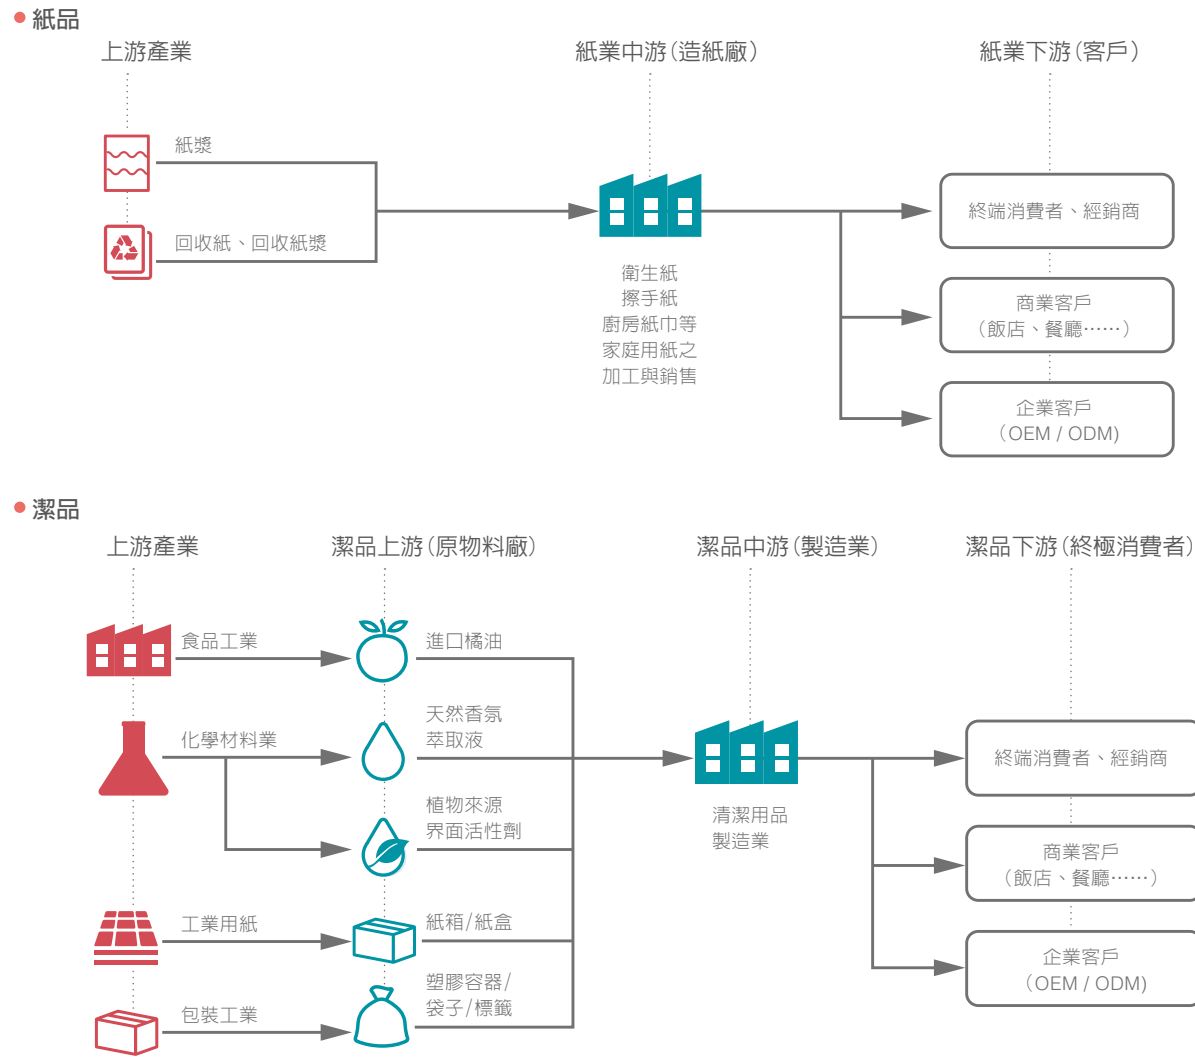 紙品
上游產業
紙業中游(造紙廠)
紙業下游(客戶)
紙漿
回收紙、回收紙漿
衛生紙
擦手紙
廚房紙巾等
家庭用紙之
加工與銷售
終端消費者、經銷商
商業客戶
（飯店、餐廳……）
企業客戶
（OEM / ODM)
潔品
上游產業
潔品上游(原物料廠)
潔品中游(製造業)
潔品下游(終極消費者)
食品工業
進口橘油
化學材料業
天然香氛
萃取液
植物來源
界面活性劑
工業用紙
紙箱/紙盒
包裝工業
塑膠容器/
袋子/標籤
清潔用品
製造業
終端消費者、經銷商
商業客戶
（飯店、餐廳……）
企業客戶
（OEM / ODM)